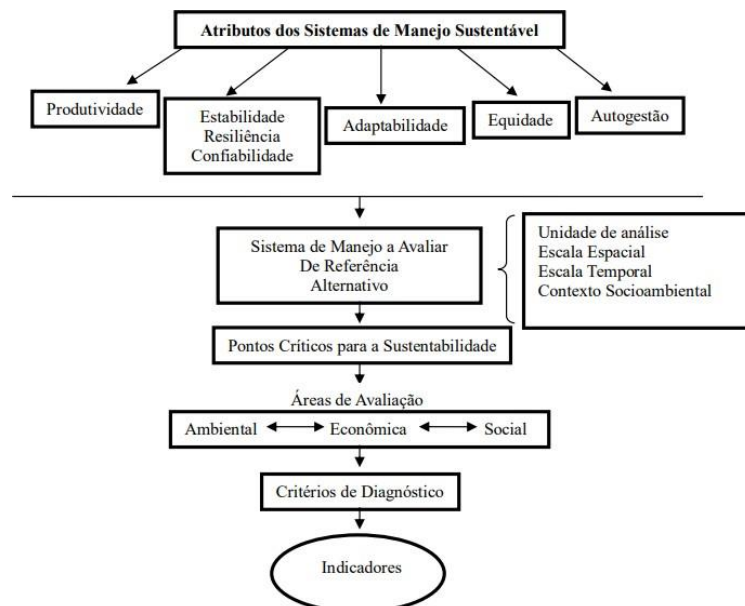 Atributos dos Sistemas de Manejo Sustentável
Produtividade
Estabilidade
Resiliência
Confiabilidade
Adaptabilidade
Equidade
Autogestão
Sistema de Manejo a Avaliar
De Referência
Alternativo
Unidade de análise
Escala Espacial
Escala Temporal
Contexto Socioambiental
Pontos Críticos para a Sustentabilidade
Áreas de Avaliação
Ambiental Econômica Social
Critérios de Diagnóstico
Indicadores